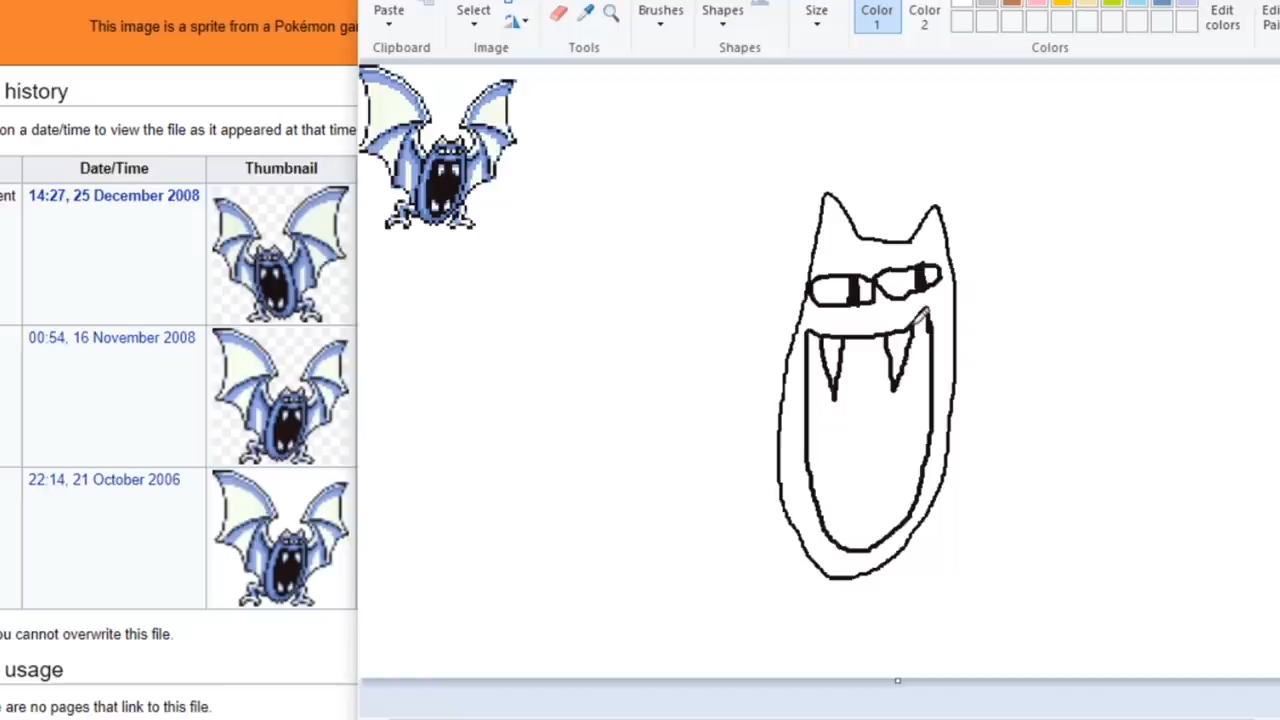 This image is a sprite from a Pokémon ga
history
on a date/time to view the file as it appeared at that time
Date/Time Thumbnail
ent 14:27, 25 December 2008
00:54, 16 November 2008
22:14, 21 October 2006
ou cannot overwrite this file.
usage
e are no pages that link to this file.
Paste Select Brushes Shapes Size Color 1 Color 2 Edit colors Edi Pai
Clipboard Image Tools Shapes Colors